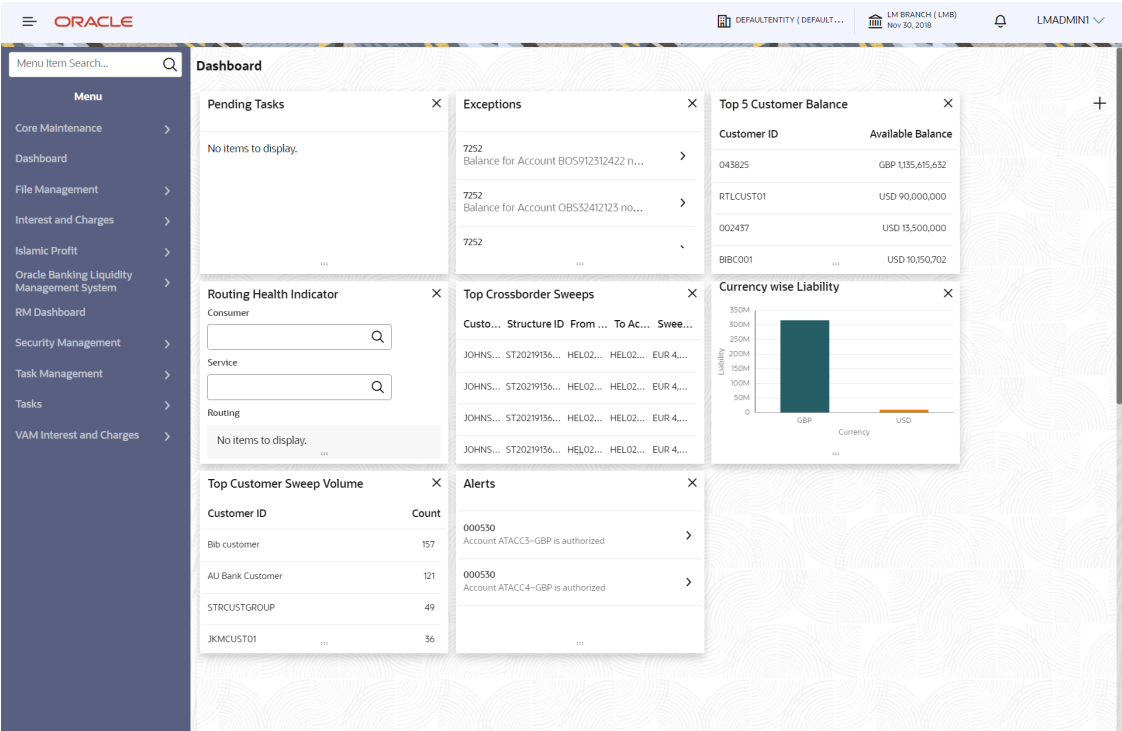 ORACLE
DEFAULTENTITY ( DEFAULT...
LM BRANCH ( LMB)
Nov 30, 2018
LMADMIN1
Menu Item Search...
Menu
Core Maintenance
Dashboard
File Management
Interest and Charges
Islamic Profit
Oracle Banking Liquidity
Management System
RM Dashboard
Security Management
Task Management
Tasks
VAM Interest and Charges
Dashboard
Pending Tasks
No items to display.
Exceptions
7252
Balance for Account BOS912312422 n...
7252
Balance for Account OBS32412123 no...
7252
Top 5 Customer Balance
Customer ID Available Balance
043825 GBP 1,135,615,632
RTLCUST01 USD 90,000,000
002437 USD 13,500,000
BIBC001 USD 10,150,702
Routing Health Indicator
Consumer
Service
Routing
No items to display.
Top Crossborder Sweeps
Custo... Structure ID From ... To Ac... Swee...
JOHNS... ST20219136... HEL02... HEL02... EUR 4,...
JOHNS... ST20219136... HEL02... HEL02... EUR 4,...
JOHNS... ST20219136... HEL02... HEL02... EUR 4,...
JOHNS... ST20219136... HEL02... HEL02... EUR 4,...
Currency wise Liability
350M
300M
250M
200M
150M
100M
50M
0
Liability
GBP USD
Currency
Top Customer Sweep Volume
Customer ID Count
Bib customer 157
AU Bank Customer 121
STRCUSTGROUP 49
JKMCUST01 36
Alerts
000530
Account ATACC3~GBP is authorized
000530
Account ATACC4~GBP is authorized